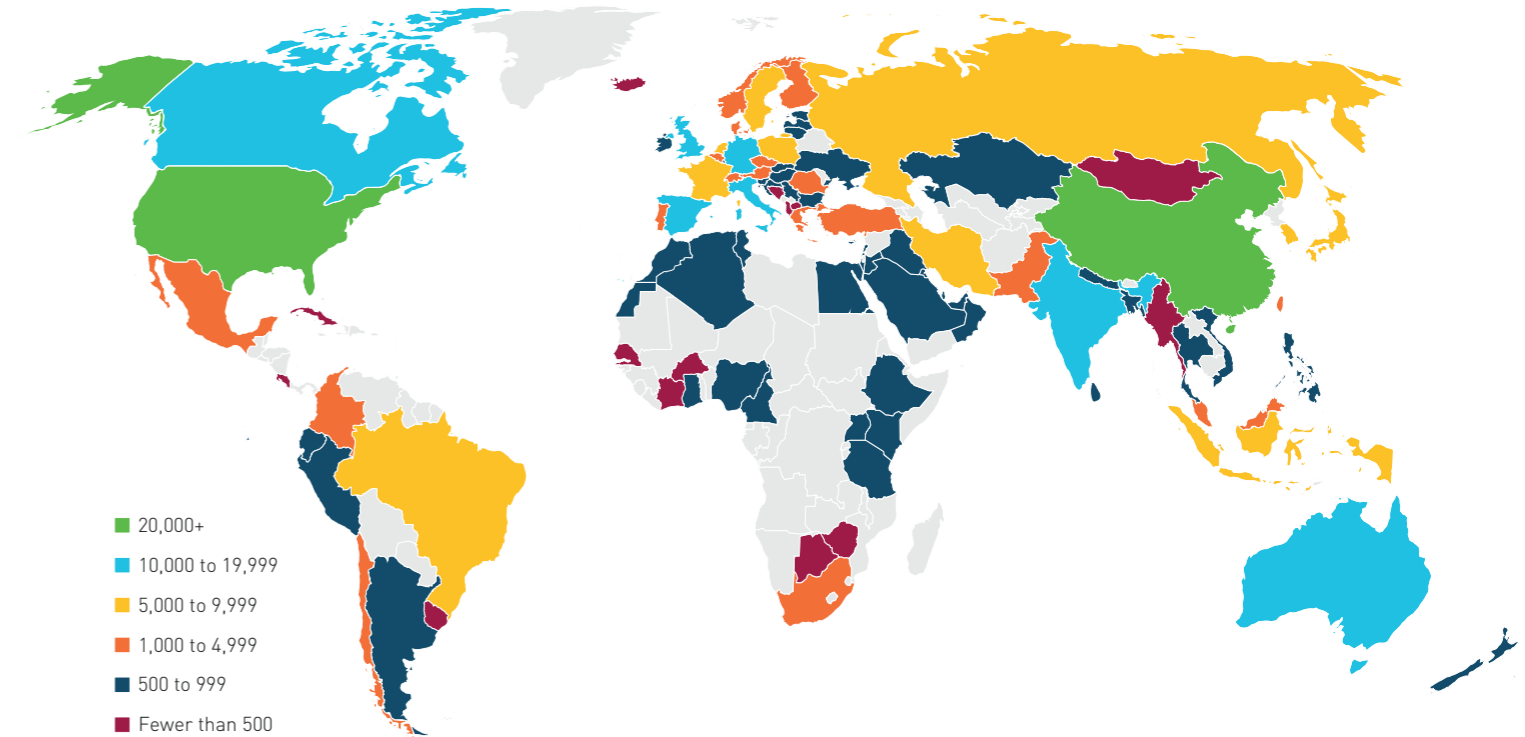 20,000+
10,000 to 19,999
5,000 to 9,999
1,000 to 4,999
500 to 999
Fewer than 500